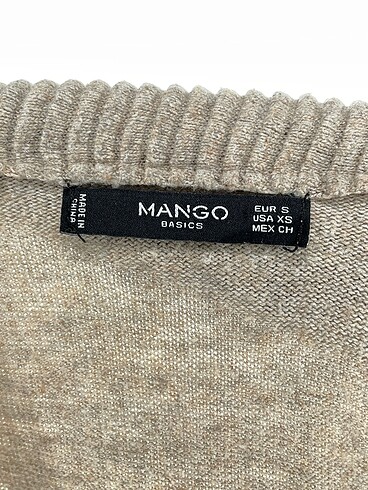 MADE IN
CHINA
MANGO
BASICS
EUR S
USA XS
MEX CH